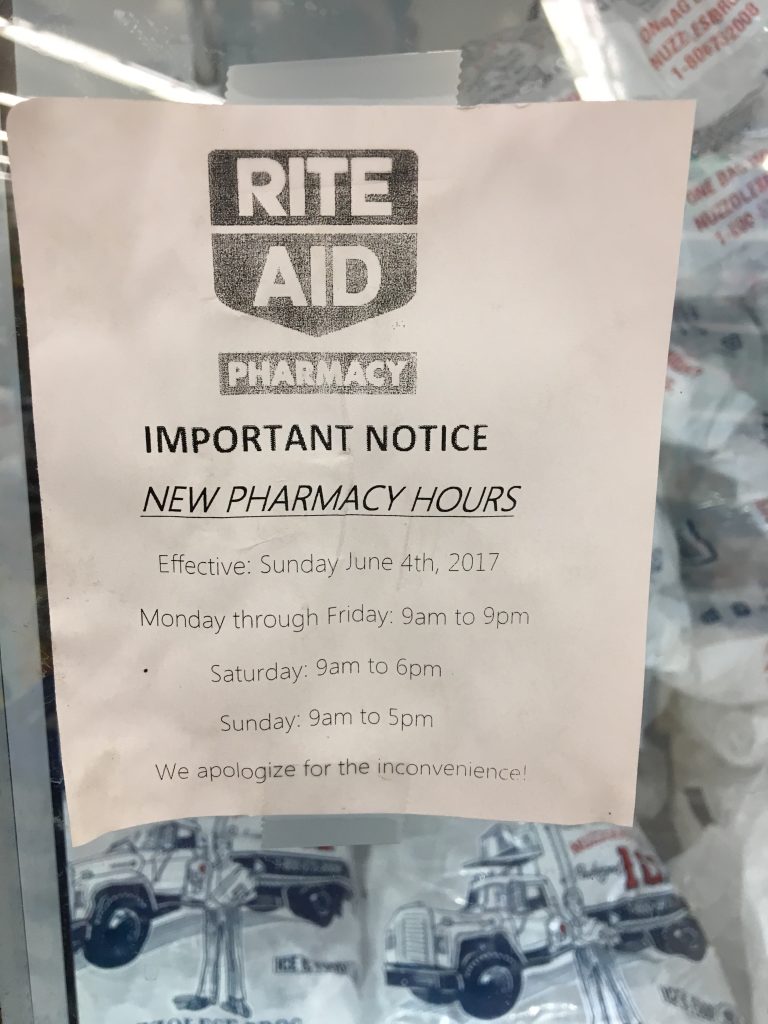 RITE
AID
PHARMACY
IMPORTANT NOTICE
NEW PHARMACY HOURS
Effective: Sunday June 4th, 2017
Monday through Friday: 9am to 9pm
Saturday: 9am to 6pm
Sunday: 9am to 5pm
We apologize for the inconvenience!